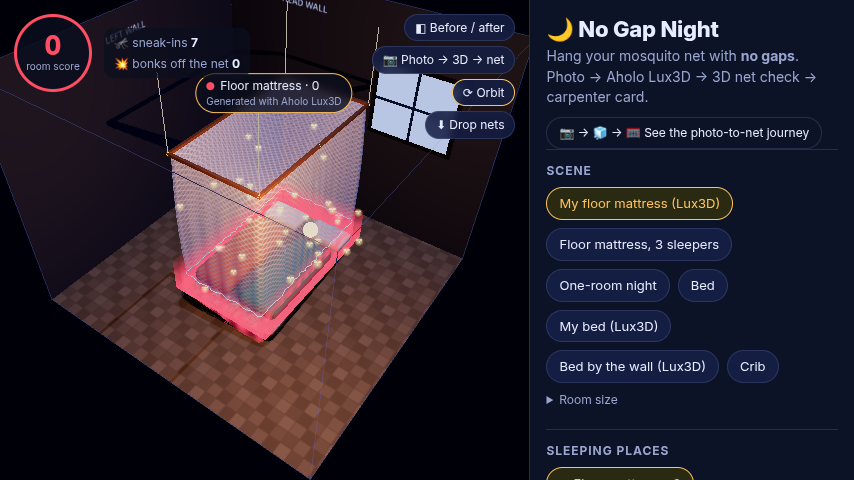 0
room score
🦟 sneak-ins 7
💥 bonks off the net 0
LEFT WALL
HEAD WALL
◧ Before / after
📷 Photo → 3D → net
Floor mattress · 0
Generated with Aholo Lux3D
⟳ Orbit
⬇ Drop nets
🌙 No Gap Night
Hang your mosquito net with no gaps.
Photo → Aholo Lux3D → 3D net check →
carpenter card.
📷 → 🧊 → 🥅 See the photo-to-net journey
SCENE
My floor mattress (Lux3D)
Floor mattress, 3 sleepers
One-room night
Bed
My bed (Lux3D)
Bed by the wall (Lux3D)
Crib
▶ Room size
SLEEPING PLACES